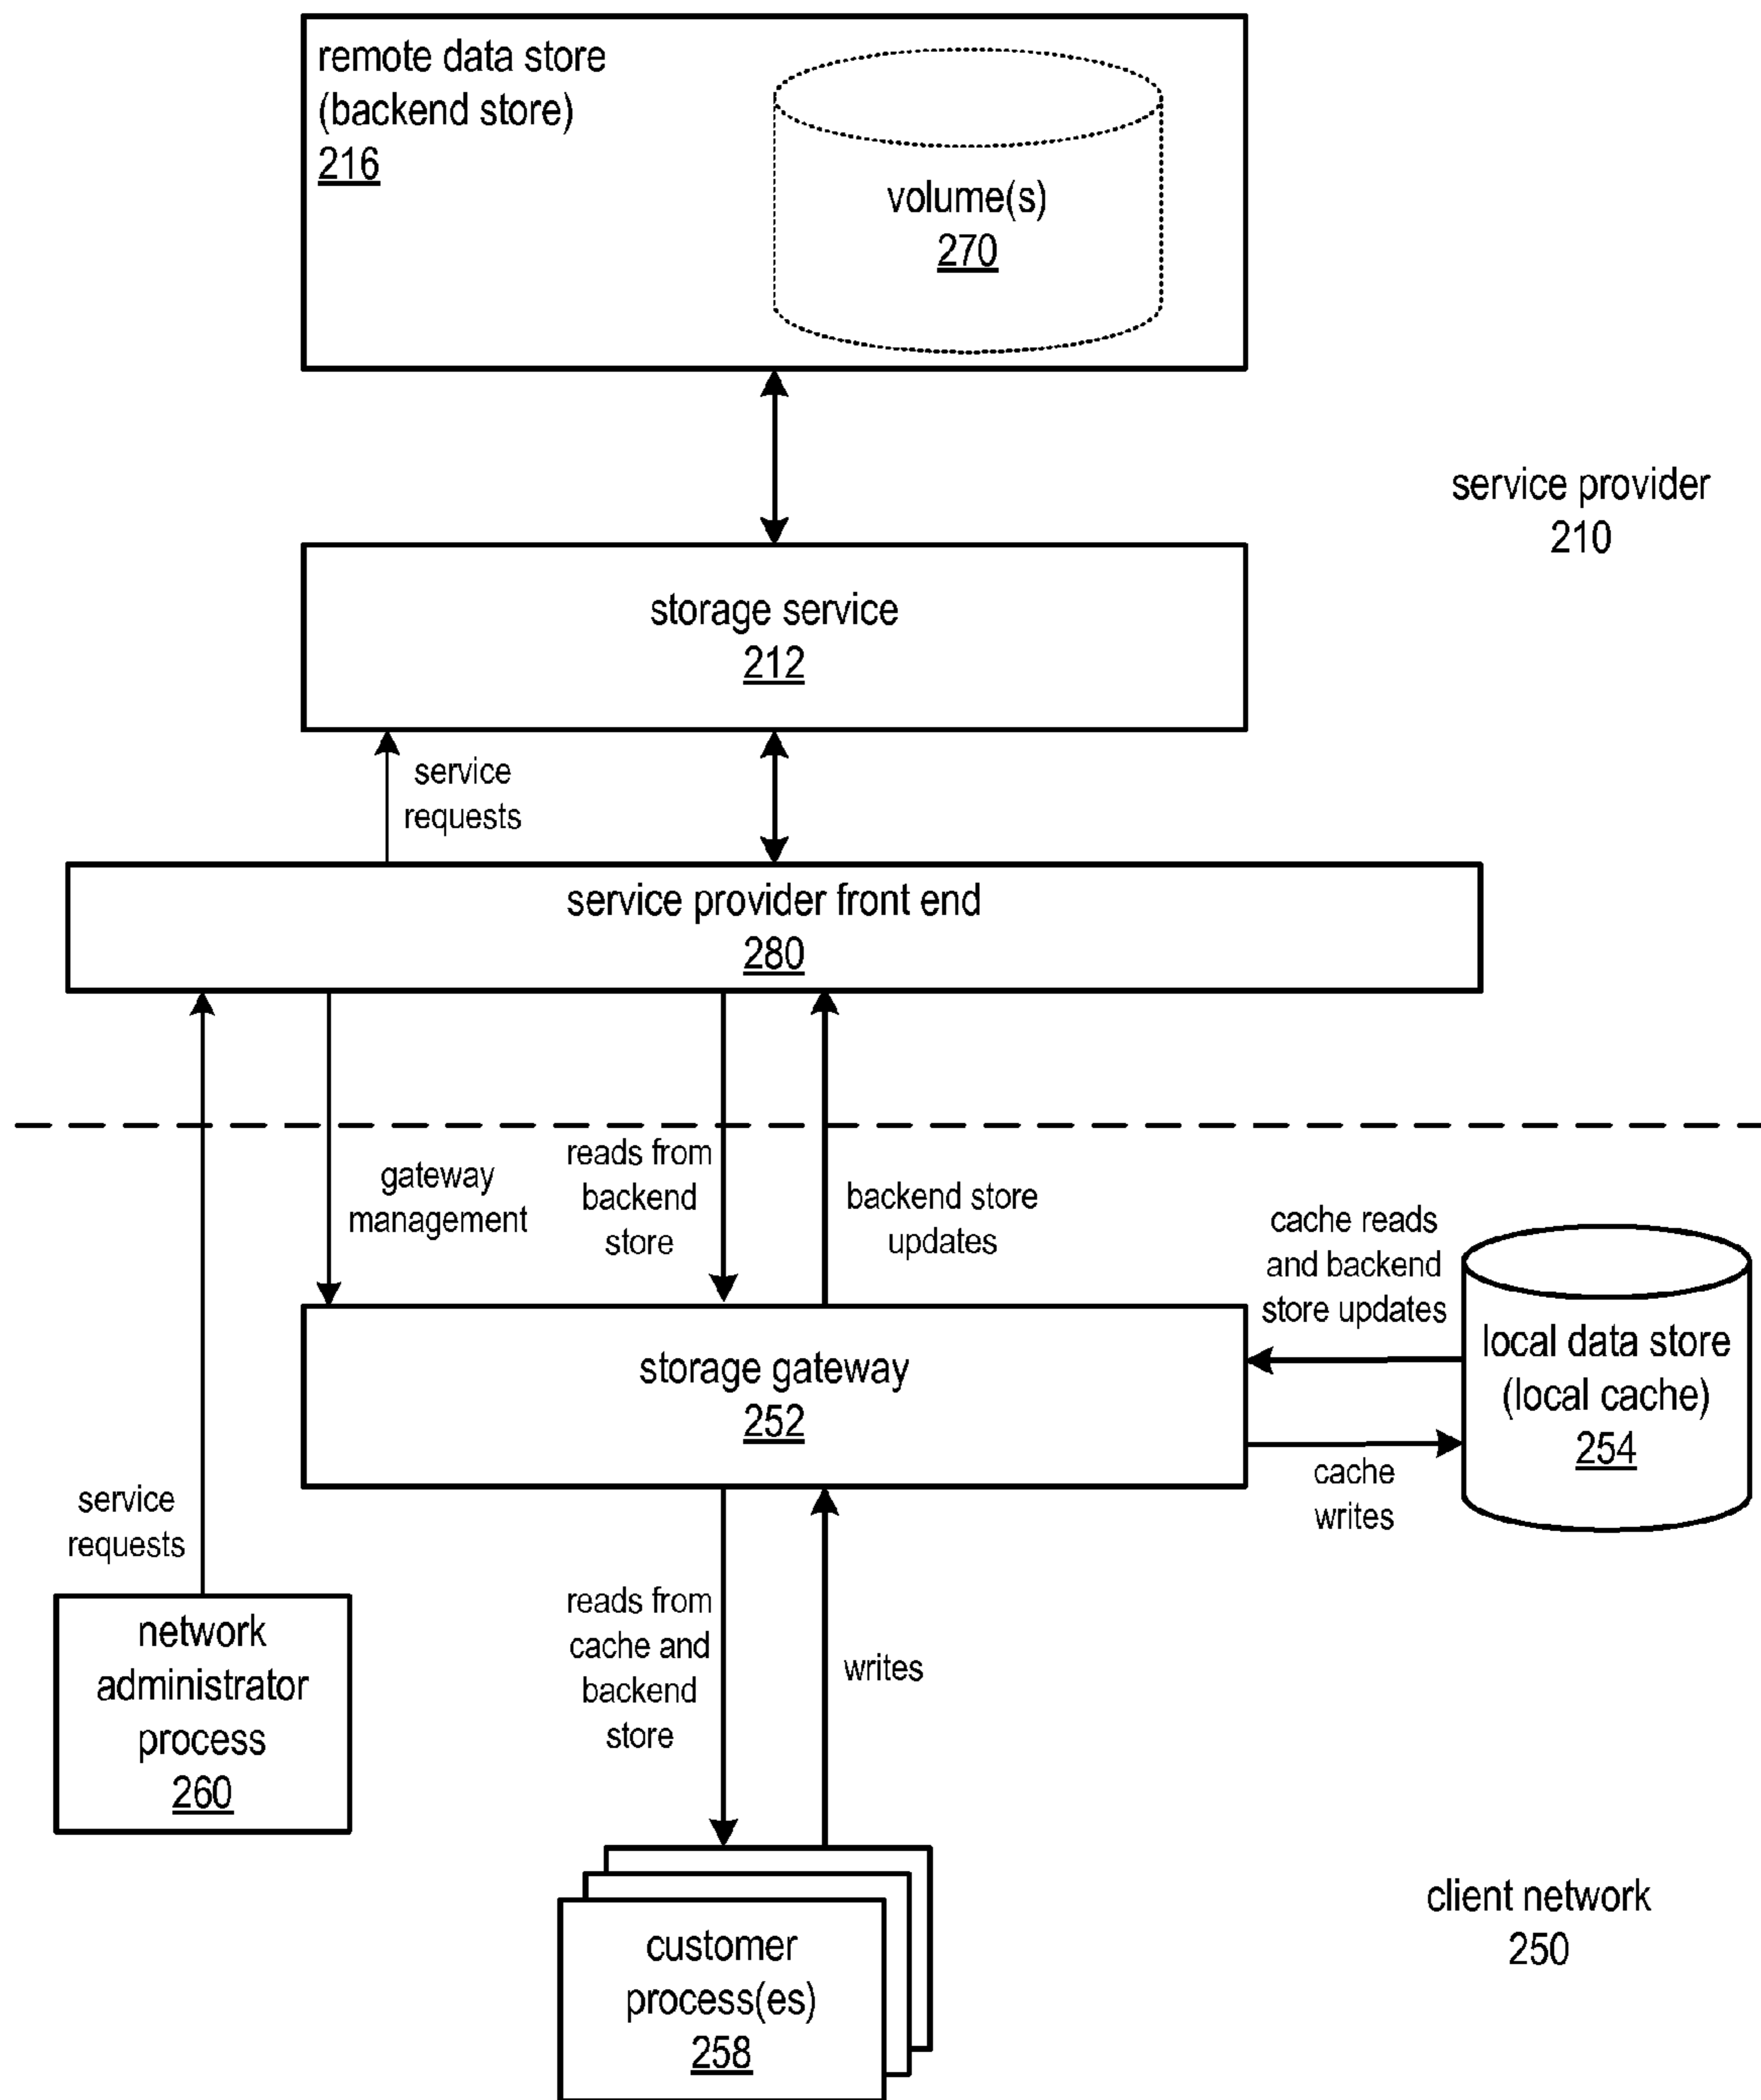 remote data store
(backend store)
216
volume(s)
270
service provider
210
storage service
212
service
requests
service provider front end
280
gateway
management
reads from
backend
store
backend store
updates
cache reads
and backend
store updates
local data store
(local cache)
254
storage gateway
252
cache
writes
service
requests
network
administrator
process
260
reads from
cache and
backend
store
writes
customer
process(es)
258
client network
250